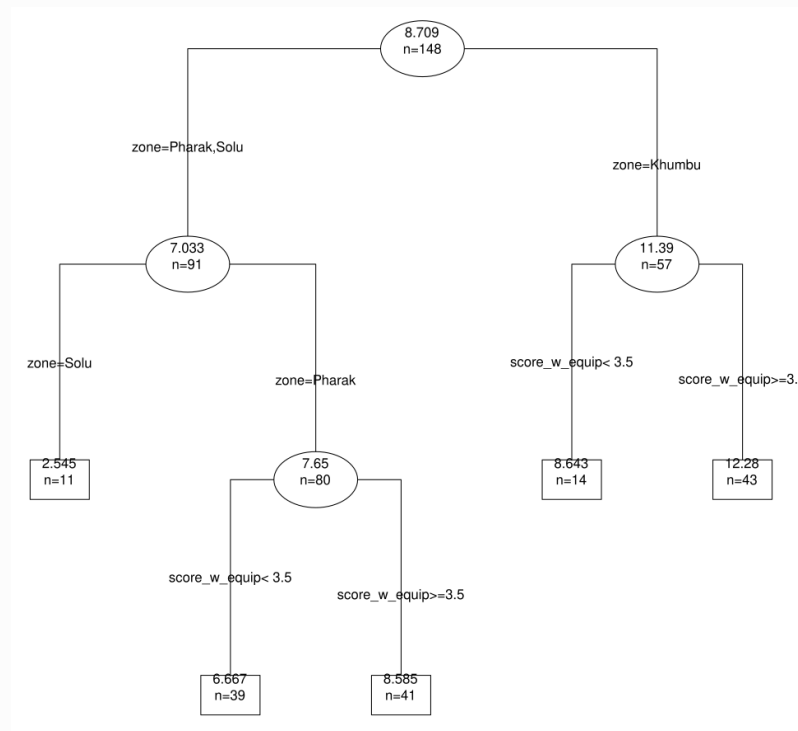 8.709
n=148
zone=Pharak,Solu
zone=Khumbu
7.033
n=91
11.39
n=57
zone=Solu
zone=Pharak
score_w_equip< 3.5
score_w_equip>=3.
2.545
n=11
7.65
n=80
8.643
n=14
12.28
n=43
score_w_equip< 3.5
score_w_equip>=3.5
6.667
n=39
8.585
n=41